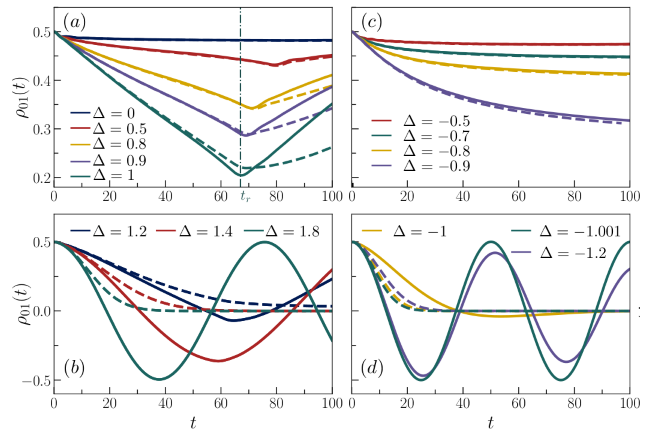 (a)
ρ01(t)
0.5
0.4
0.3
0.2
Δ = 0
Δ = 0.5
Δ = 0.8
Δ = 0.9
Δ = 1
0 20 40 60 t_r 80 100
(c)
Δ = −0.5
Δ = −0.7
Δ = −0.8
Δ = −0.9
0 20 40 60 80 100
Δ = 1.2 Δ = 1.4 Δ = 1.8
ρ01(t)
0.5
0.0
−0.5
(b)
0 20 40 60 80 100
t
Δ = −1 Δ = −1.001
Δ = −1.2
(d)
0 20 40 60 80 100
t
: